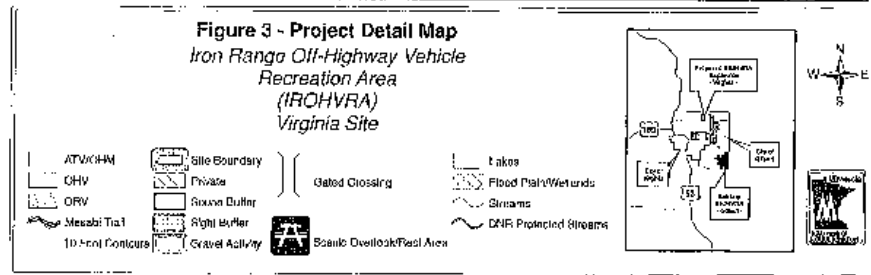 Figure 3 - Project Detail Map
Iron Rango Off-Highway Vehicle
Recreation Area
(IROHVRA)
Virginia Site
ATV/OHM
OHV
ORV
Mesabi Trail
10 Foot Contours
Site Boundary
Private
Sound Buffer
Sight Buffer
Gravel Activity
Gated Crossing
Scenic Overlook/Rest Area
Lakes
Flood Plain/Wetlands
Streams
DNR Protected Streams
N
W
E
S
53